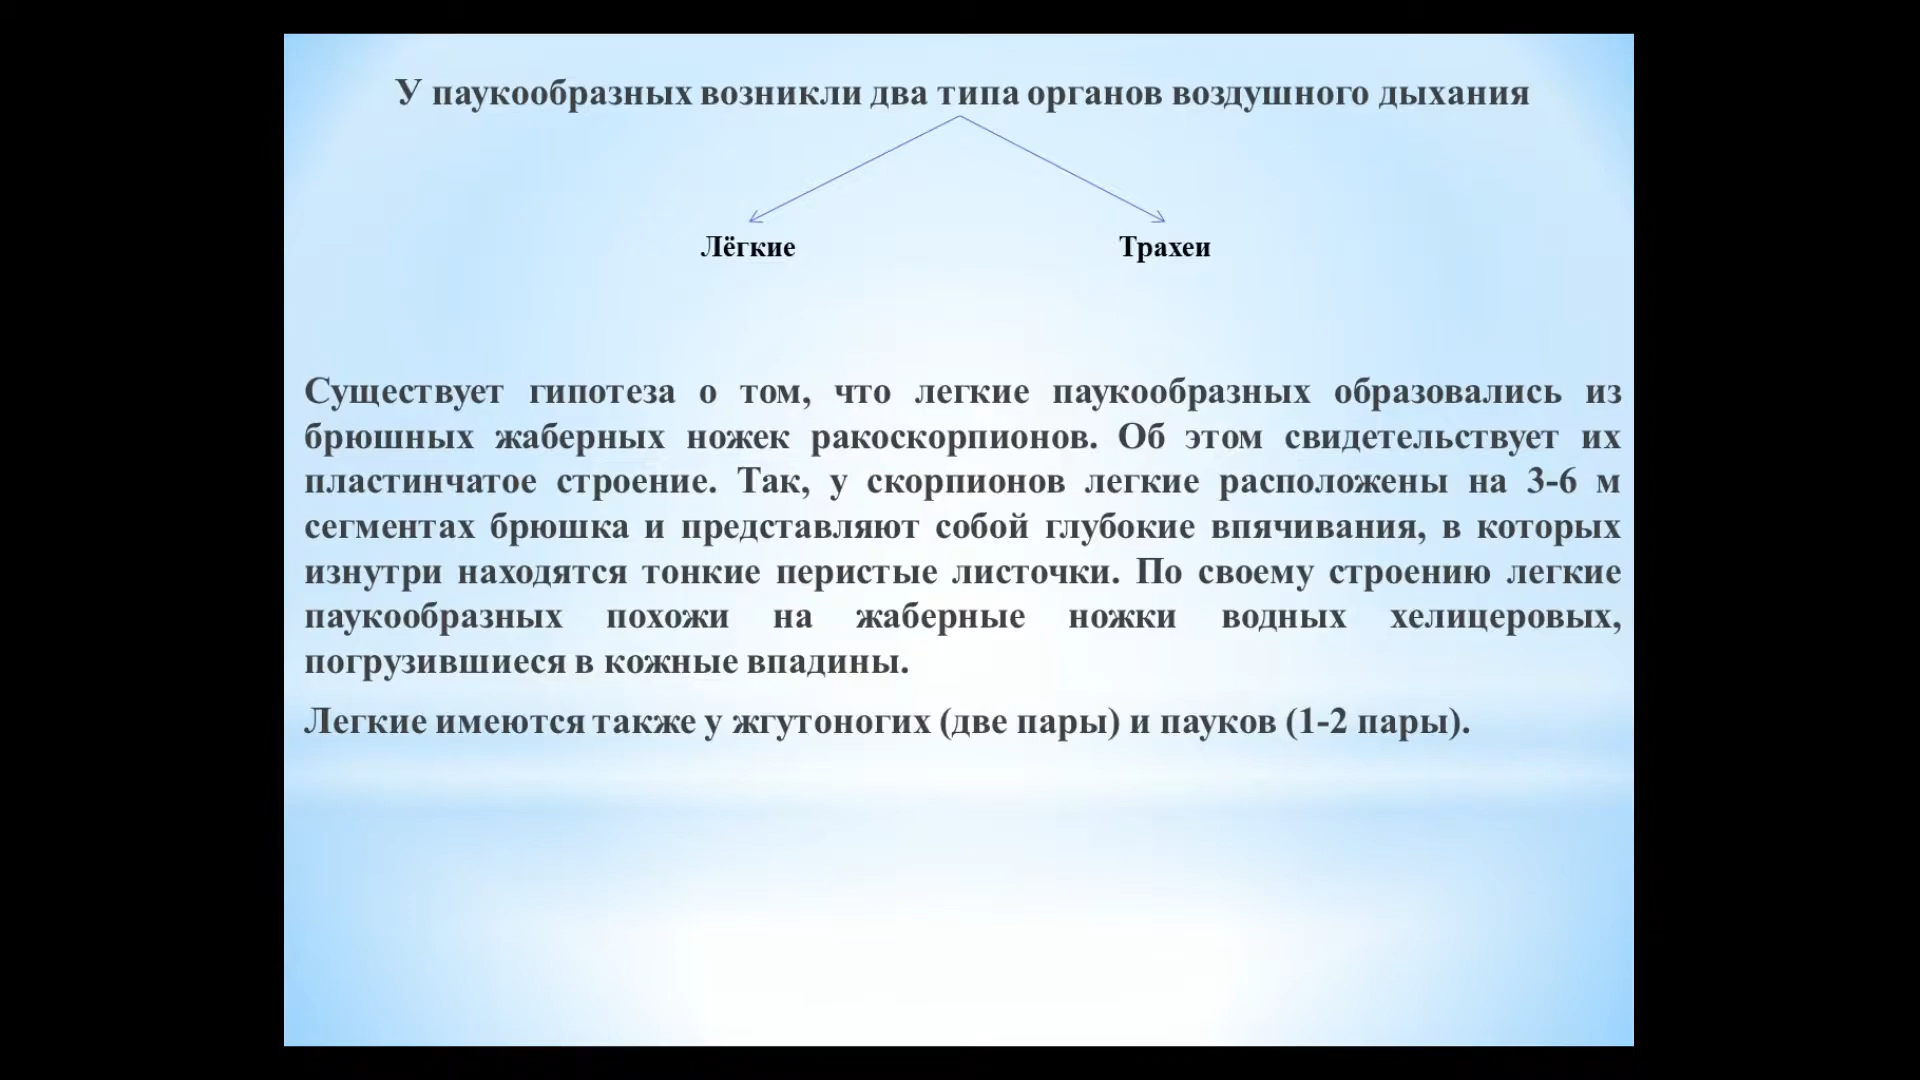 У паукообразных возникли два типа органов воздушного дыхания
Лёгкие
Трахеи
Существует гипотеза о том, что легкие паукообразных образовались из
брюшных жаберных ножек ракоскорпионов. Об этом свидетельствует их
пластинчатое строение. Так, у скорпионов легкие расположены на 3-6 м
сегментах брюшка и представляют собой глубокие впячивания, в которых
изнутри находятся тонкие перистые листочки. По своему строению легкие
паукообразных похожи на жаберные ножки водных хелицеровых,
погрузившиеся в кожные впадины.
Легкие имеются также у жгутоногих (две пары) и пауков (1-2 пары).